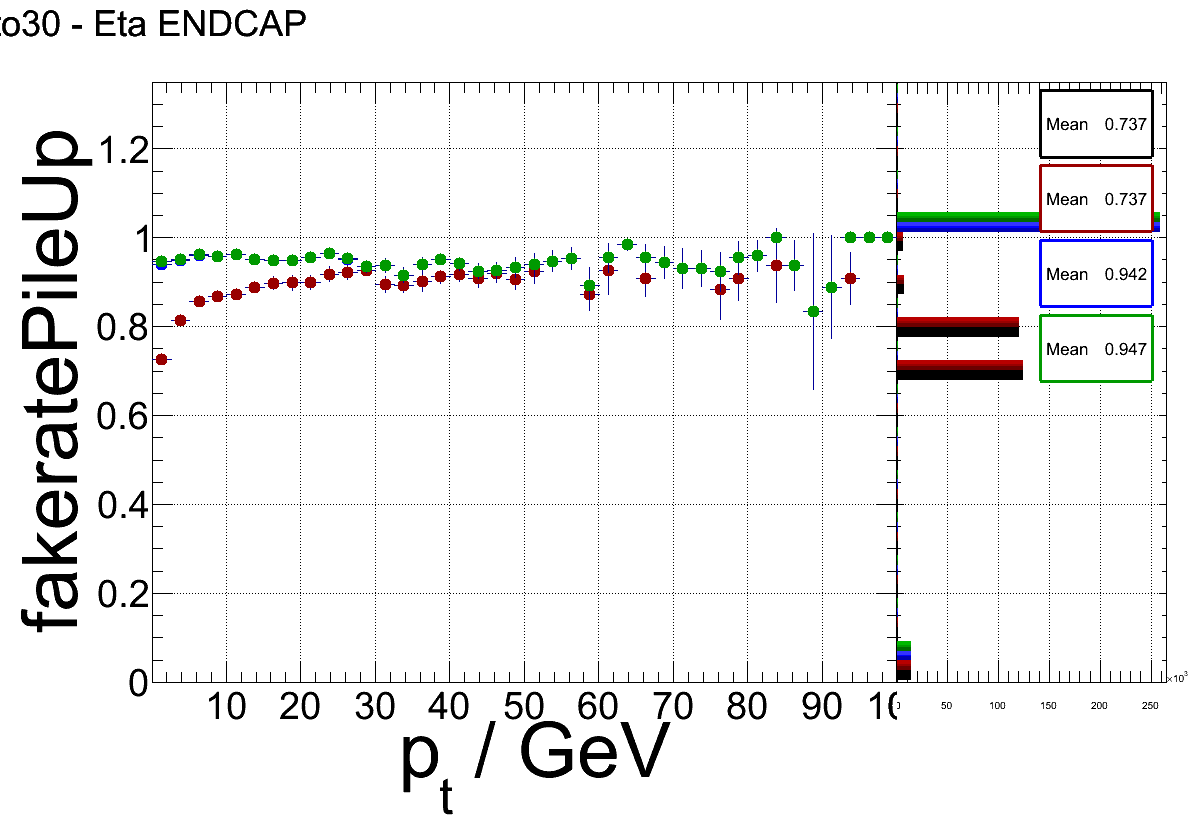 to30 - Eta ENDCAP
fakeratePileUp
1.2
1
0.8
0.6
0.4
0.2
0
10 20 30 40 50 60 70 80 90 10
p_t / GeV
Mean 0.737
Mean 0.737
Mean 0.942
Mean 0.947
50 100 150 200 250
×10³